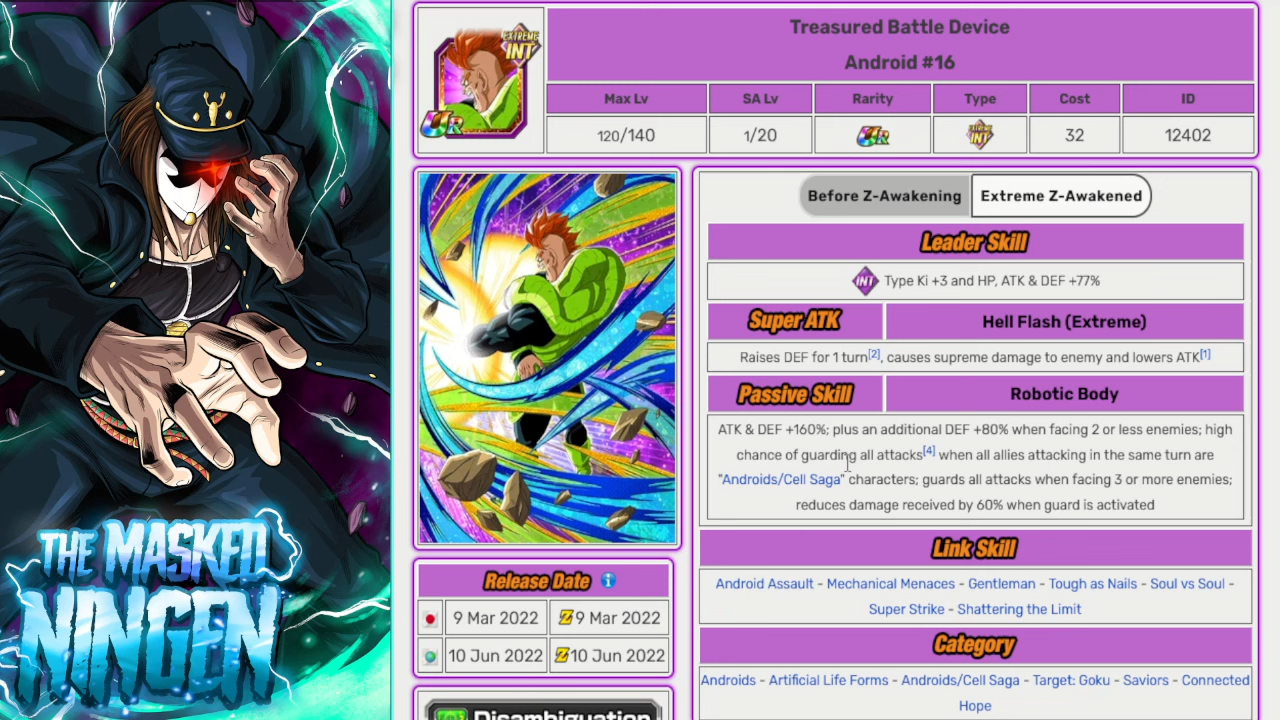 THE MASKED
NINGEN
EXTREME
INT
UR
Treasured Battle Device
Android #16
Max Lv SA Lv Rarity Type Cost ID
120/140 1/20 UR EXTREME INT 32 12402
Before Z-Awakening Extreme Z-Awakened
Leader Skill
INT Type Ki +3 and HP, ATK & DEF +77%
Super ATK Hell Flash (Extreme)
Raises DEF for 1 turn[2], causes supreme damage to enemy and lowers ATK[1]
Passive Skill Robotic Body
ATK & DEF +160%; plus an additional DEF +80% when facing 2 or less enemies; high
chance of guarding all attacks[4] when all allies attacking in the same turn are
"Androids/Cell Saga" characters; guards all attacks when facing 3 or more enemies;
reduces damage received by 60% when guard is activated
Link Skill
Android Assault - Mechanical Menaces - Gentleman - Tough as Nails - Soul vs Soul -
Super Strike - Shattering the Limit
Category
Androids - Artificial Life Forms - Androids/Cell Saga - Target: Goku - Saviors - Connected
Hope
Release Date
9 Mar 2022 Z 9 Mar 2022
10 Jun 2022 Z 10 Jun 2022
Disambiguation